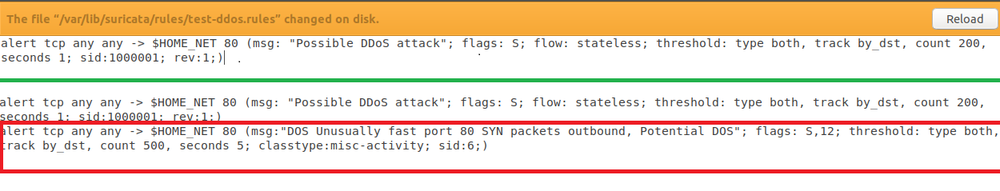 The file “/var/lib/suricata/rules/test-ddos.rules” changed on disk.
Reload
alert tcp any any -> $HOME_NET 80 (msg: "Possible DDoS attack"; flags: S; flow: stateless; threshold: type both, track by_dst, count 200,
seconds 1; sid:1000001; rev:1;)
alert tcp any any -> $HOME_NET 80 (msg: "Possible DDoS attack"; flags: S; flow: stateless; threshold: type both, track by_dst, count 200,
seconds 1; sid:1000001; rev:1;)
alert tcp any any -> $HOME_NET 80 (msg:"DOS Unusually fast port 80 SYN packets outbound, Potential DOS"; flags: S,12; threshold: type both,
track by_dst, count 500, seconds 5; classtype:misc-activity; sid:6;)